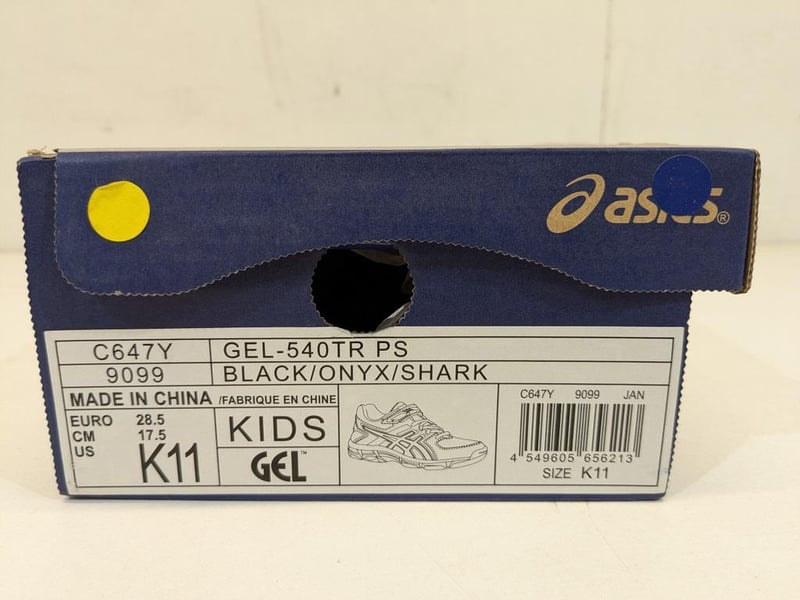 asics®
C647Y GEL-540TR PS
9099 BLACK/ONYX/SHARK
MADE IN CHINA /FABRIQUE EN CHINE
EURO 28.5
CM 17.5
US K11
KIDS
GEL™
C647Y 9099 JAN
4 549605 656213
SIZE K11